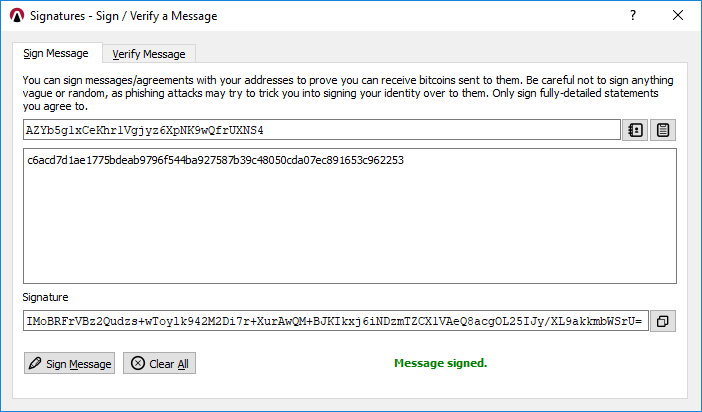 Signatures - Sign / Verify a Message
Sign Message
Verify Message
You can sign messages/agreements with your addresses to prove you can receive bitcoins sent to them. Be careful not to sign anything
vague or random, as phishing attacks may try to trick you into signing your identity over to them. Only sign fully-detailed statements
you agree to.
AZYb5g1xCeKhr1Vgjyz6XpNK9wQfrUXNS4
c6acd7d1ae1775bdeab9796f544ba927587b39c48050cda07ec891653c962253
Signature
IMoBRFrVBz2Qudzs+wToylk942M2Di7r+XurAwQM+BJKIkxj6iNDzmTZCX1VAeQ8acgOL25IJy/XL9akkmbWSrU=
Sign Message
Clear All
Message signed.